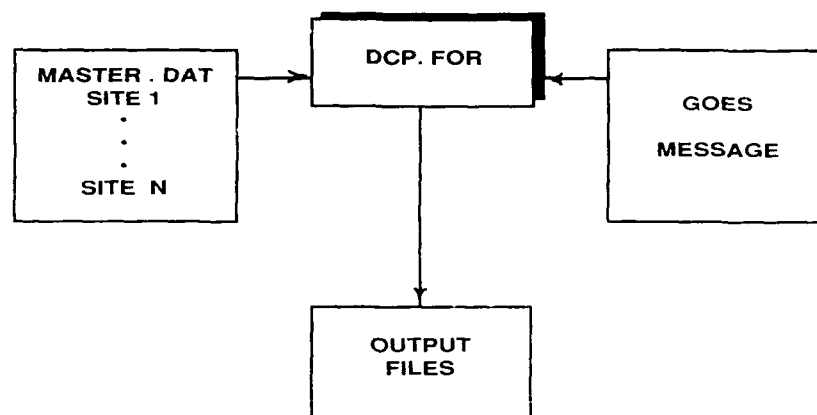 MASTER . DAT
SITE 1
.
.
.
SITE N
DCP. FOR
GOES
MESSAGE
OUTPUT
FILES